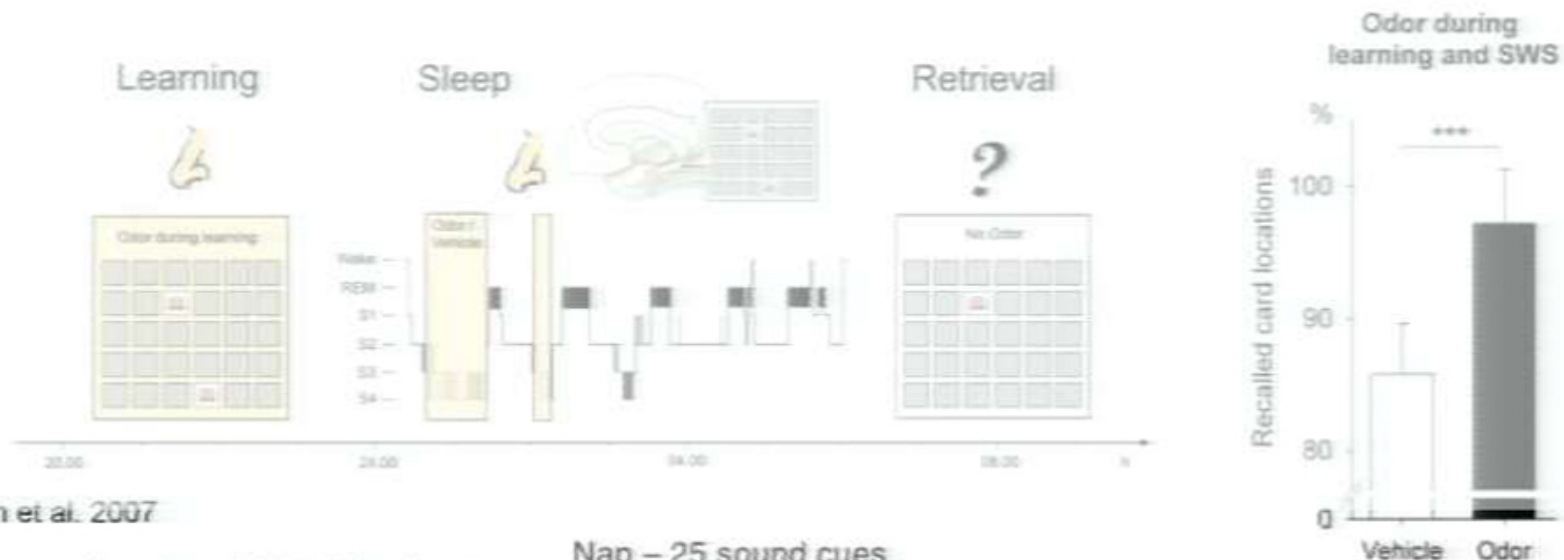 Odor during
learning and SWS
Learning
Sleep
Retrieval
?
%
***
100
90
80
0
Recalled card locations
Vehicle
Odor
Odor during learning
Odor /
Vehicle
No Odor
Wake
REM
S1
S2
S3
S4
20.00
24.00
04.00
08.00
h
n et al. 2007
Nap – 25 sound cues